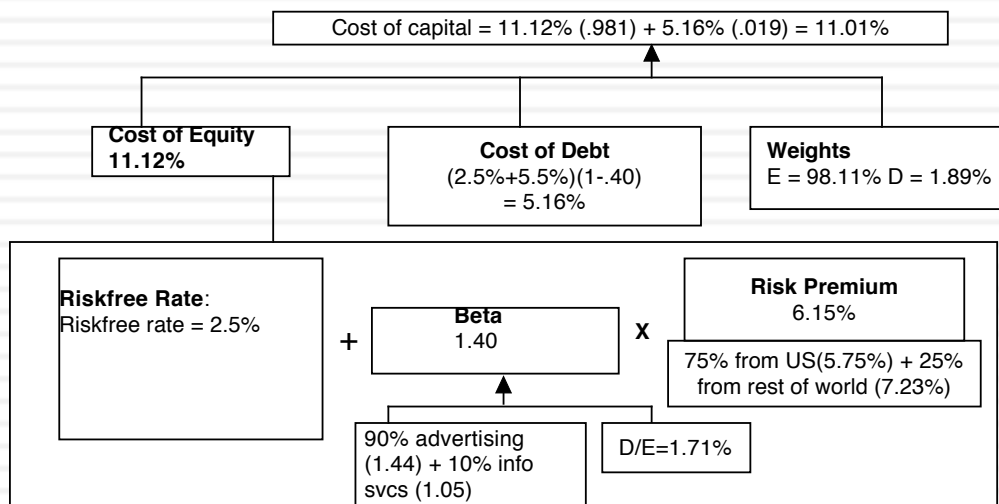 Cost of capital = 11.12% (.981) + 5.16% (.019) = 11.01%
Cost of Equity
11.12%
Cost of Debt
(2.5%+5.5%)(1-.40)
= 5.16%
Weights
E = 98.11% D = 1.89%
Riskfree Rate:
Riskfree rate = 2.5%
+
Beta
1.40
X
Risk Premium
6.15%
75% from US(5.75%) + 25%
from rest of world (7.23%)
90% advertising
(1.44) + 10% info
svcs (1.05)
D/E=1.71%